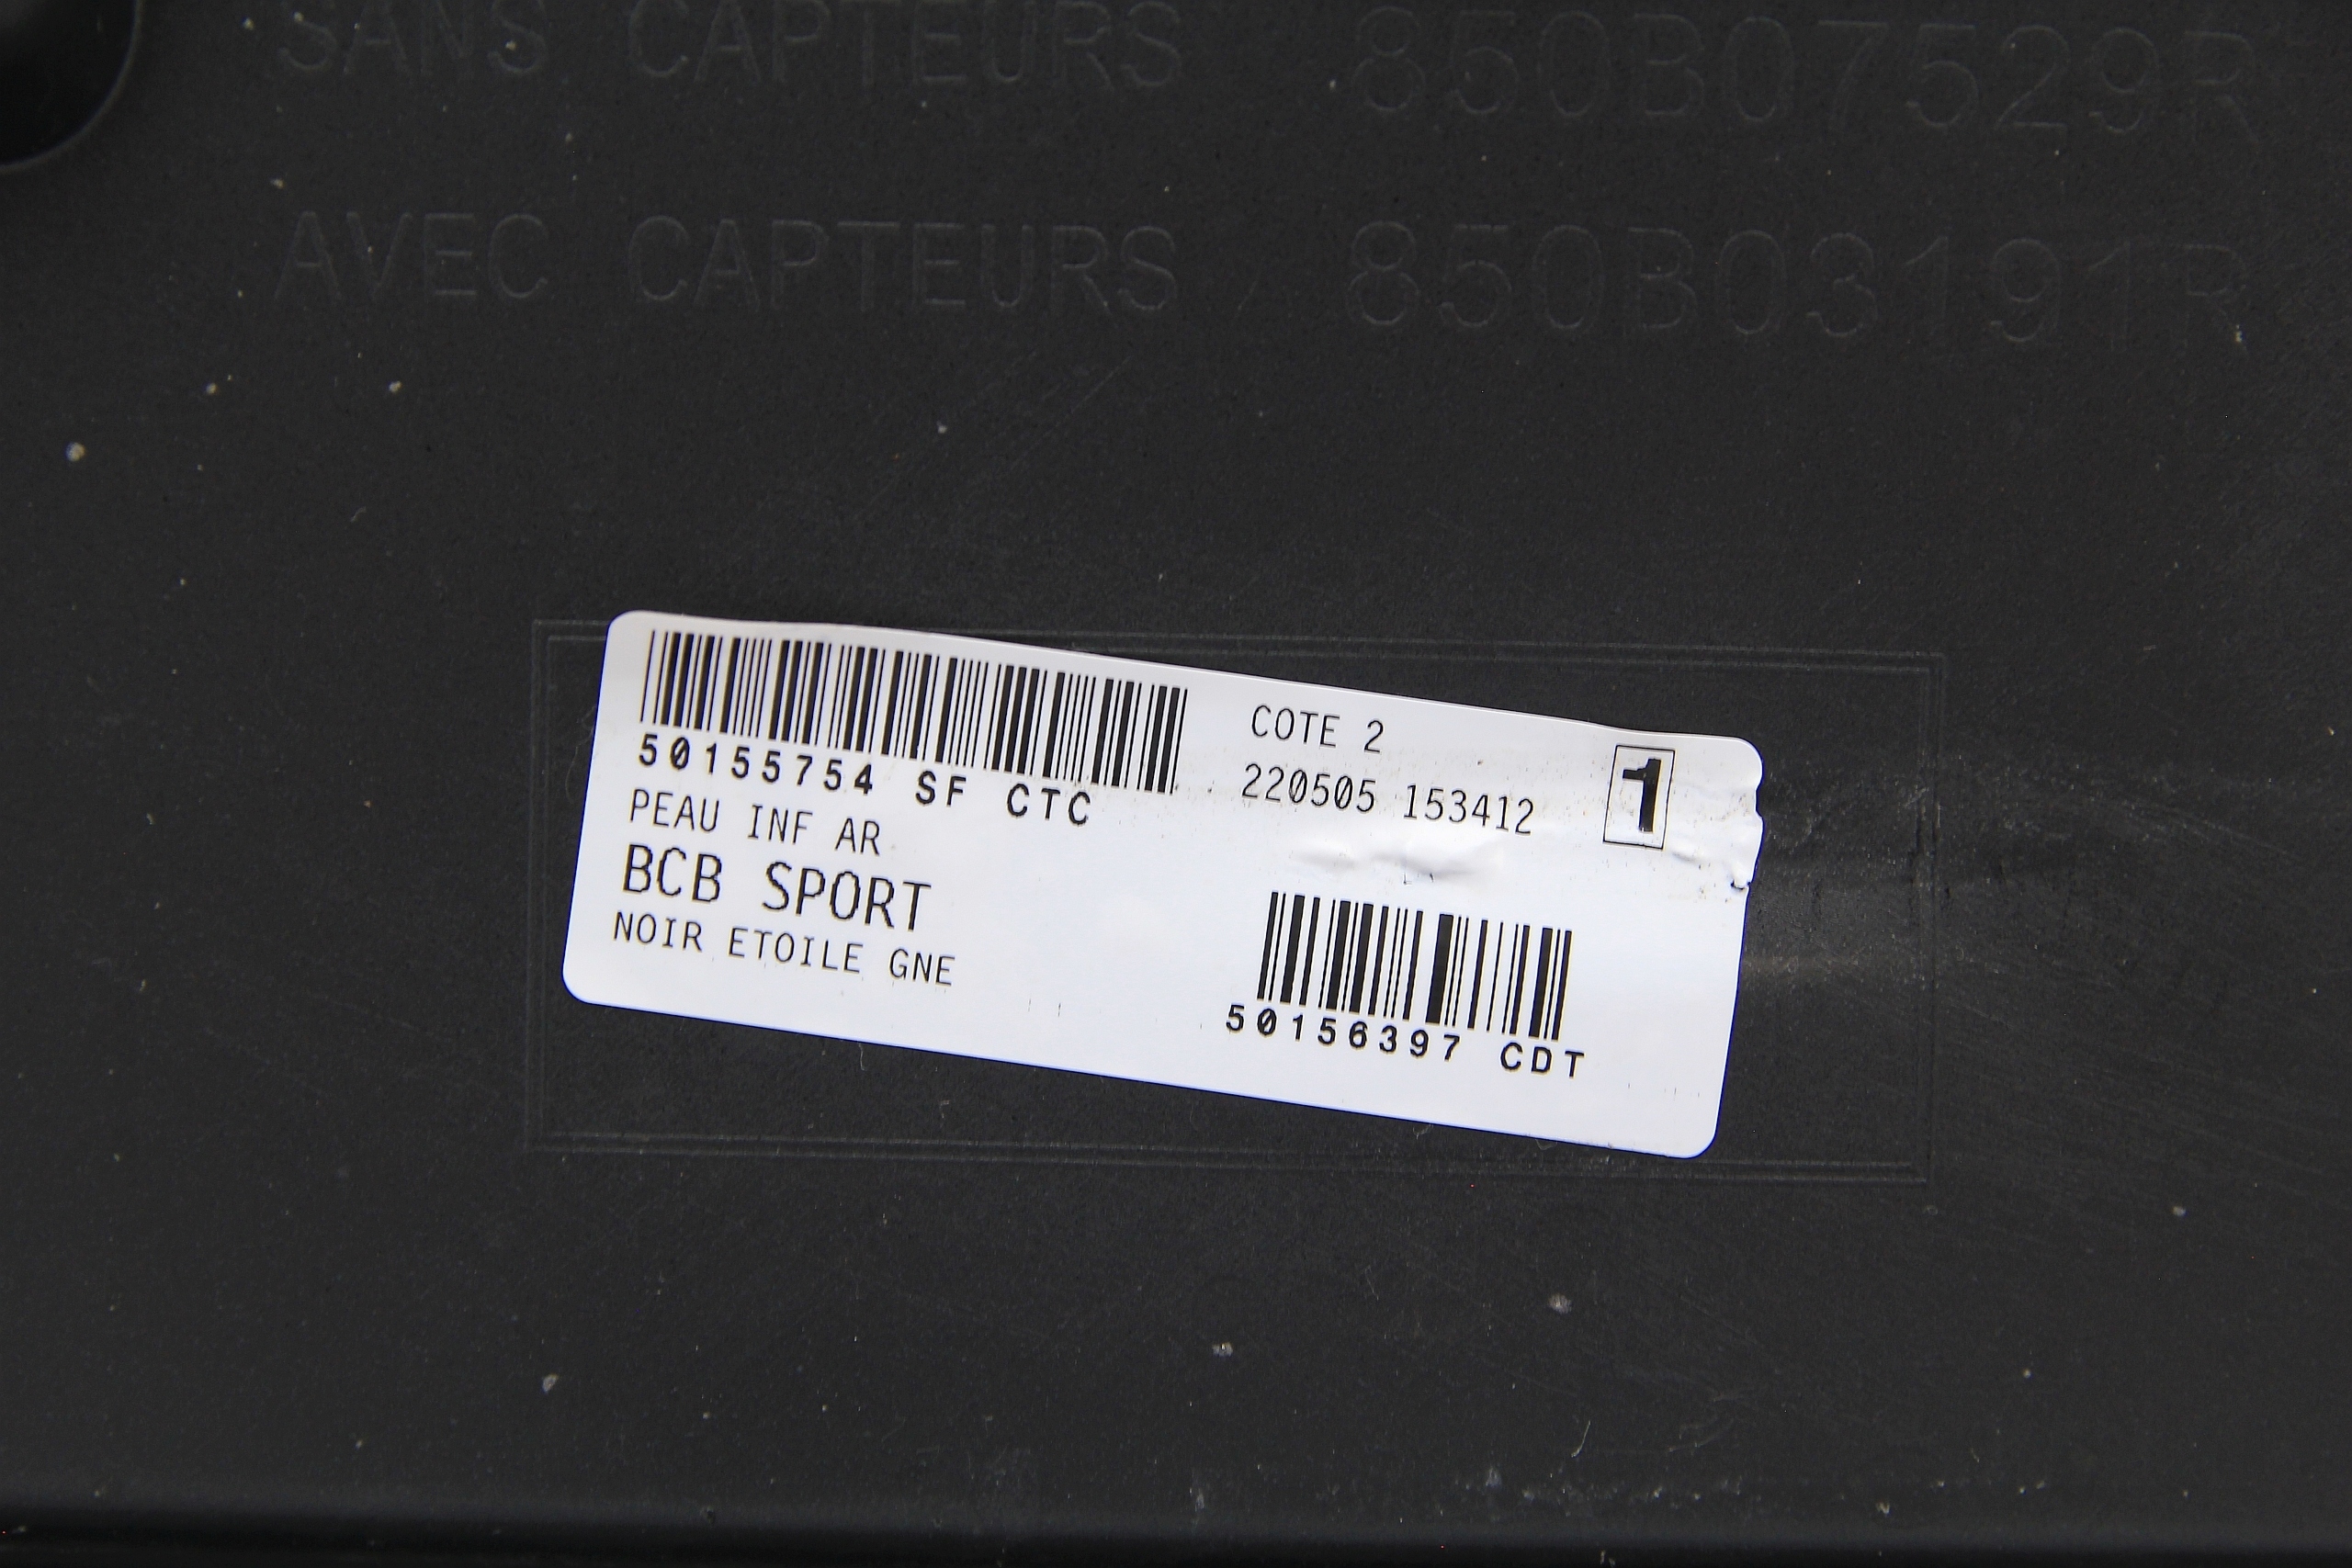 SANS CAPTEURS 850B07529R
AVEC CAPTEURS 850B03191R
50155754 SF CTC
PEAU INF AR
BCB SPORT
NOIR ETOILE GNE
COTE 2
220505 153412
1
50156397 CDT